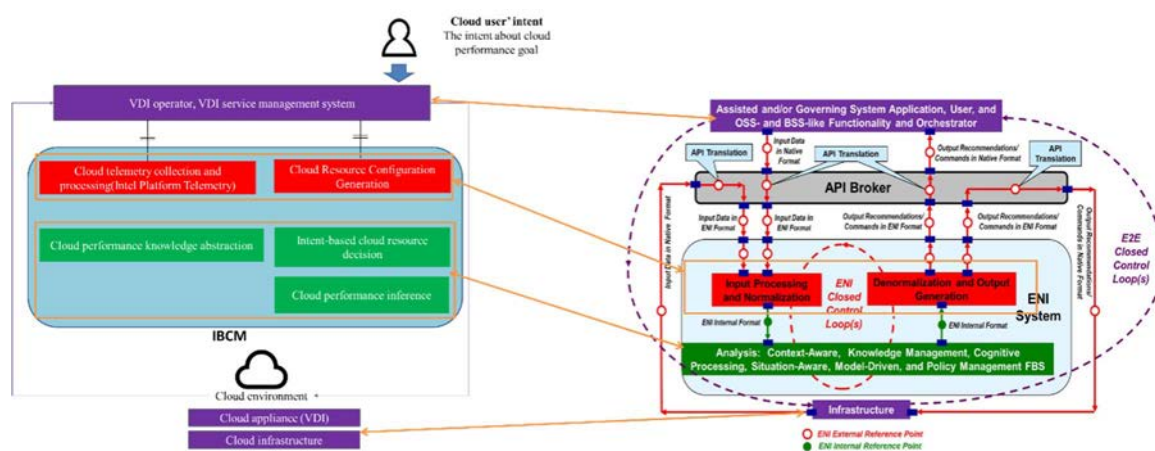 Cloud user' intent
The intent about cloud
performance goal
VDI operator, VDI service management system
Cloud telemetry collection and
processing(Intel Platform Telemetry)
Cloud Resource Configuration
Generation
Cloud performance knowledge abstraction
Intent-based cloud resource
decision
Cloud performance inference
IBCM
Cloud environment
Cloud appliance (VDI)
Cloud infrastructure
Assisted and/or Governing System Application, User, and
OSS- and BSS-like Functionality and Orchestrator
API Translation
Input Data
in Native
Format
API Translation
Output Recommendations/
Commands in Native Format
API
Translation
API Broker
Input Data in
ENI Format
Input Data in
ENI Format
Output Recommendations/
Commands in ENI Format
Output Recommendations/
Commands in ENI Format
Input Data in Native Format
Output Recommendations/
Commands in Native Format
E2E
Closed
Control
Loop(s)
Input Processing
and Normalization
ENI
Closed
Control
Loop(s)
Denormalization and Output
Generation
ENI
System
ENI Internal Format
ENI Internal Format
Analysis: Context-Aware, Knowledge Management, Cognitive
Processing, Situation-Aware, Model-Driven, and Policy Management FBS
Infrastructure
ENI External Reference Point
ENI Internal Reference Point